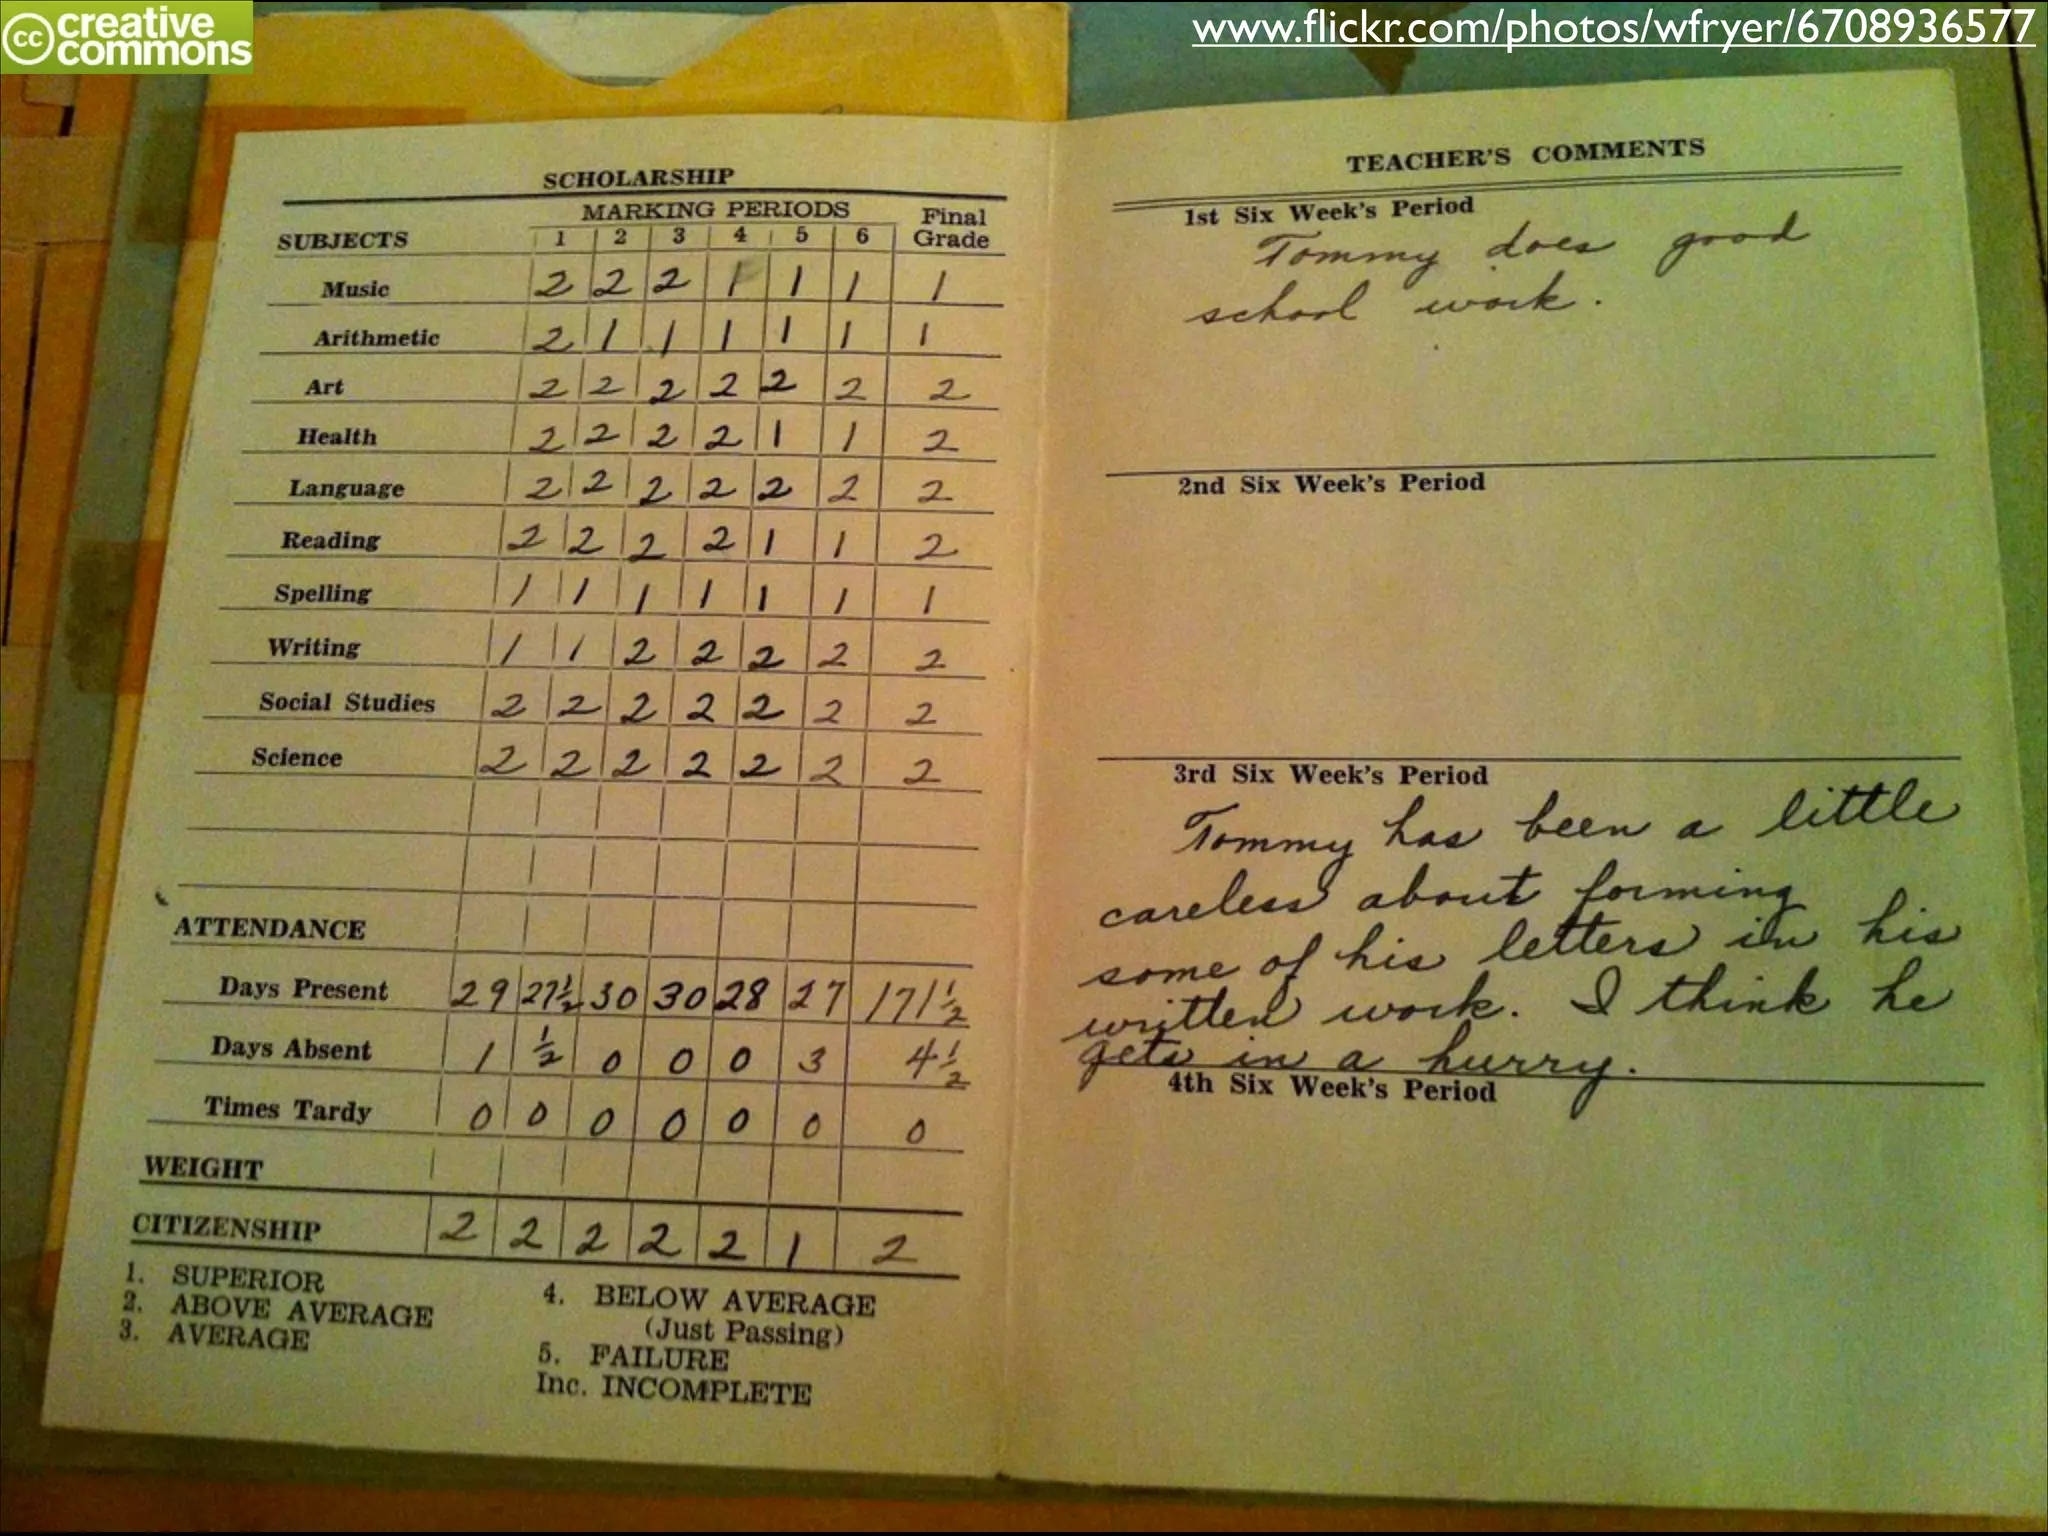 creative
commons
www.flickr.com/photos/wfryer/6708936577
SCHOLARSHIP
MARKING PERIODS Final
SUBJECTS 1 2 3 4 5 6 Grade
Music 2 2 2 1 1 1 1
Arithmetic 2 1 1 1 1 1 1
Art 2 2 2 2 2 2 2
Health 2 2 2 2 1 1 2
Language 2 2 2 2 2 2 2
Reading 2 2 2 2 1 1 2
Spelling 1 1 1 1 1 1 1
Writing 1 1 2 2 2 2 2
Social Studies 2 2 2 2 2 2 2
Science 2 2 2 2 2 2 2
ATTENDANCE
Days Present 29 27½ 30 30 28 27 171½
Days Absent 1 ½ 0 0 0 3 4½
Times Tardy 0 0 0 0 0 0 0
WEIGHT
CITIZENSHIP 2 2 2 2 2 1 2
1. SUPERIOR
2. ABOVE AVERAGE
3. AVERAGE
4. BELOW AVERAGE
(Just Passing)
5. FAILURE
Inc. INCOMPLETE
TEACHER'S COMMENTS
1st Six Week's Period
Tommy does good
school work.
2nd Six Week's Period
3rd Six Week's Period
Tommy has been a little
careless about forming
some of his letters in his
written work. I think he
gets in a hurry.
4th Six Week's Period